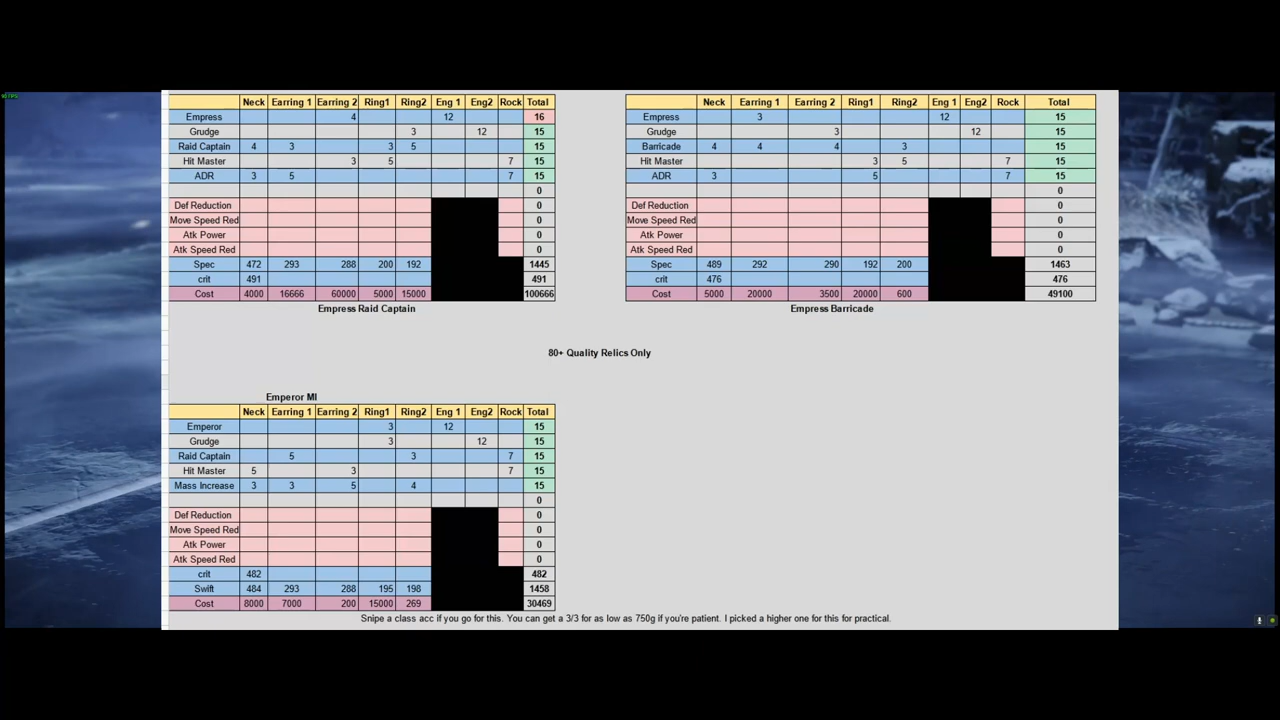 Neck Earring 1 Earring 2 Ring1 Ring2 Eng 1 Eng2 Rock Total
Empress 4 12 16
Grudge 3 12 15
Raid Captain 4 3 3 5 15
Hit Master 3 5 7 15
ADR 3 5 7 15
0
Def Reduction 0
Move Speed Red 0
Atk Power 0
Atk Speed Red 0
Spec 472 293 288 200 192 1445
crit 491 491
Cost 4000 16666 60000 5000 15000 100666
Empress Raid Captain
Neck Earring 1 Earring 2 Ring1 Ring2 Eng 1 Eng2 Rock Total
Empress 3 12 15
Grudge 3 12 15
Barricade 4 4 4 3 15
Hit Master 3 5 7 15
ADR 3 5 7 15
0
Def Reduction 0
Move Speed Red 0
Atk Power 0
Atk Speed Red 0
Spec 489 292 290 192 200 1463
crit 476 476
Cost 5000 20000 3500 20000 600 49100
Empress Barricade
80+ Quality Relics Only
Emperor MI
Neck Earring 1 Earring 2 Ring1 Ring2 Eng 1 Eng2 Rock Total
Emperor 3 12 15
Grudge 3 12 15
Raid Captain 5 3 7 15
Hit Master 5 3 7 15
Mass Increase 3 3 5 4 15
0
Def Reduction 0
Move Speed Red 0
Atk Power 0
Atk Speed Red 0
crit 482 482
Swift 484 293 288 195 198 1458
Cost 8000 7000 200 15000 269 30469
Snipe a class acc if you go for this. You can get a 3/3 for as low as 750g if you're patient. I picked a higher one for this for practical.